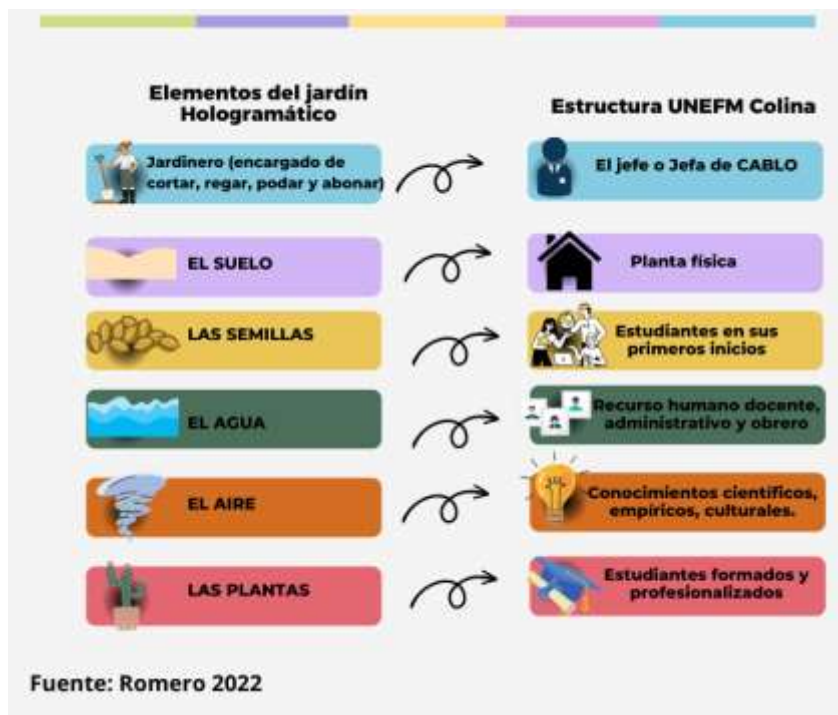 Elementos del jardín
Hologramático
Estructura UNEFM Colina
Jardinero (encargado de
cortar, regar, podar y abonar)
El jefe o Jefa de CABLO
EL SUELO
Planta física
LAS SEMILLAS
Estudiantes en sus
primeros inicios
EL AGUA
Recurso humano docente,
administrativo y obrero
EL AIRE
Conocimientos científicos,
empíricos, culturales.
LAS PLANTAS
Estudiantes formados y
profesionalizados
Fuente: Romero 2022